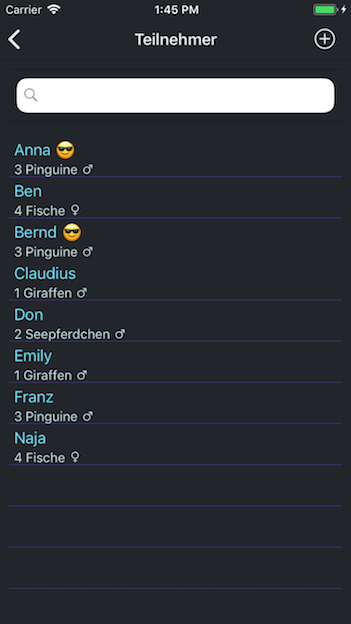 Carrier 1:45 PM
Teilnehmer
Anna 😎
3 Pinguine ♂
Ben
4 Fische ♀
Bernd 😎
3 Pinguine ♂
Claudius
1 Giraffen ♂
Don
2 Seepferdchen ♂
Emily
1 Giraffen ♂
Franz
3 Pinguine ♂
Naja
4 Fische ♀